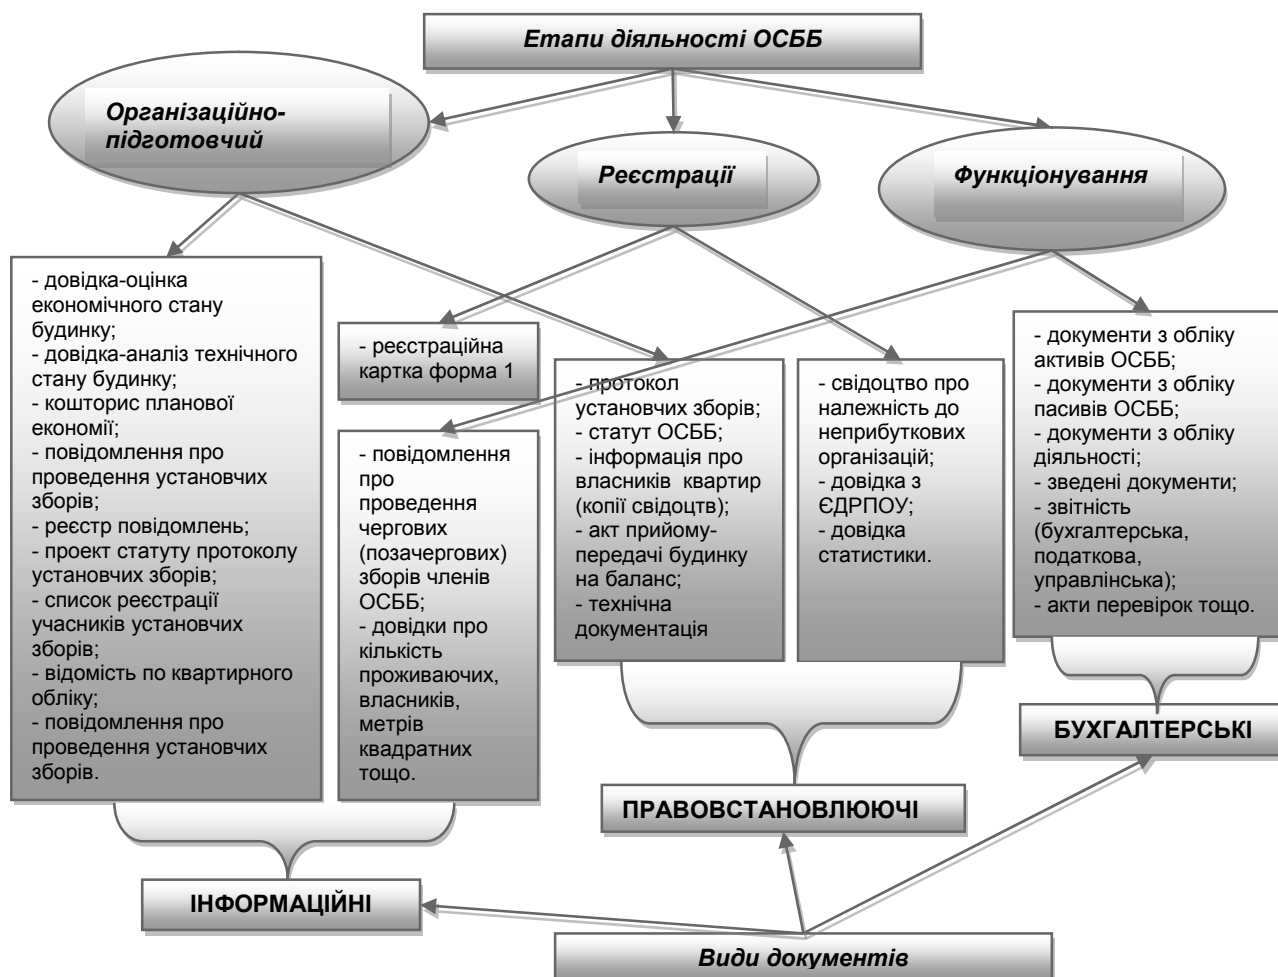 Етапи діяльності ОСББ
Організаційно-
підготовчий
Реєстрації
Функціонування
- довідка-оцінка
економічного стану
будинку;
- довідка-аналіз технічного
стану будинку;
- кошторис планової
економії;
- повідомлення про
проведення установчих
зборів;
- реєстр повідомлень;
- проект статуту протоколу
установчих зборів;
- список реєстрації
учасників установчих
зборів;
- відомість по квартирного
обліку;
- повідомлення про
проведення установчих
зборів.
- реєстраційна
картка форма 1
- повідомлення
про
проведення
чергових
(позачергових)
зборів членів
ОСББ;
- довідки про
кількість
проживаючих,
власників,
метрів
квадратних
тощо.
- протокол
установчих зборів;
- статут ОСББ;
- інформація про
власників квартир
(копії свідоцтв);
- акт прийому-
передачі будинку
на баланс;
- технічна
документація
- свідоцтво про
належність до
неприбуткових
організацій;
- довідка з
ЄДРПОУ;
- довідка
статистики.
- документи з обліку
активів ОСББ;
- документи з обліку
пасивів ОСББ;
- документи з обліку
діяльності;
- зведені документи;
- звітність
(бухгалтерська,
податкова,
управлінська);
- акти перевірок тощо.
БУХГАЛТЕРСЬКІ
ПРАВОВСТАНОВЛЮЮЧІ
ІНФОРМАЦІЙНІ
Види документів